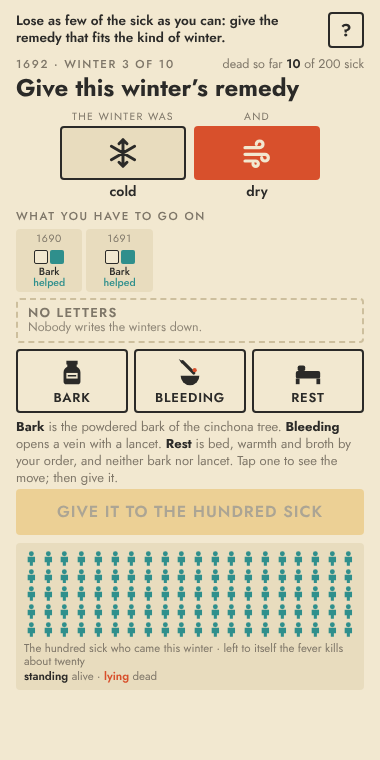 Lose as few of the sick as you can: give the
remedy that fits the kind of winter.
?
1692 · WINTER 3 OF 10
dead so far 10 of 200 sick
Give this winter's remedy
THE WINTER WAS
AND
cold
dry
WHAT YOU HAVE TO GO ON
1690
1691
Bark
helped
Bark
helped
NO LETTERS
Nobody writes the winters down.
BARK
BLEEDING
REST
Bark is the powdered bark of the cinchona tree. Bleeding
opens a vein with a lancet. Rest is bed, warmth and broth by
your order, and neither bark nor lancet. Tap one to see the
move; then give it.
GIVE IT TO THE HUNDRED SICK
The hundred sick who came this winter · left to itself the fever kills
about twenty
standing alive · lying dead